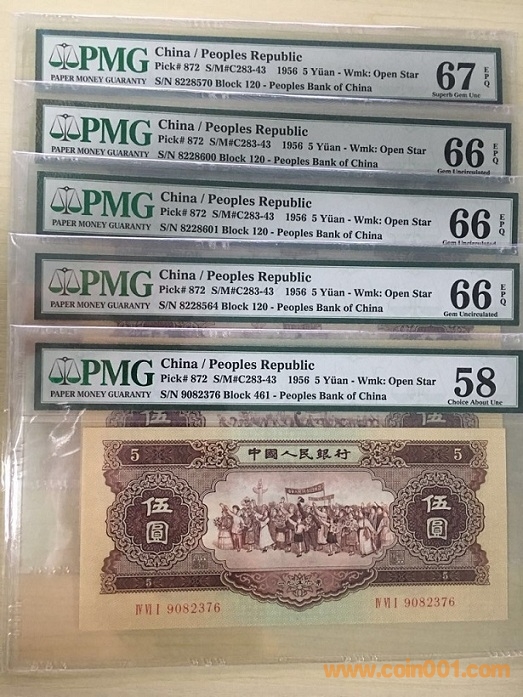 PMG
PAPER MONEY GUARANTY
China / Peoples Republic
Pick# 872 S/M#C283-43 1956 5 Yüan - Wmk: Open Star
S/N 8228570 Block 120 - Peoples Bank of China
67 EPQ
Superb Gem Unc
PMG
PAPER MONEY GUARANTY
China / Peoples Republic
Pick# 872 S/M#C283-43 1956 5 Yüan - Wmk: Open Star
S/N 8228600 Block 120 - Peoples Bank of China
66 EPQ
Gem Uncirculated
PMG
PAPER MONEY GUARANTY
China / Peoples Republic
Pick# 872 S/M#C283-43 1956 5 Yüan - Wmk: Open Star
S/N 8228601 Block 120 - Peoples Bank of China
66 EPQ
Gem Uncirculated
PMG
PAPER MONEY GUARANTY
China / Peoples Republic
Pick# 872 S/M#C283-43 1956 5 Yüan - Wmk: Open Star
S/N 8228564 Block 120 - Peoples Bank of China
66 EPQ
Gem Uncirculated
PMG
PAPER MONEY GUARANTY
China / Peoples Republic
Pick# 872 S/M#C283-43 1956 5 Yüan - Wmk: Open Star
S/N 9082376 Block 461 - Peoples Bank of China
58
Choice About Unc
5 中國人民銀行 5
伍圓 伍圓
5 5
IV VI I 9082376 IV VI I 9082376
www.coin001.com